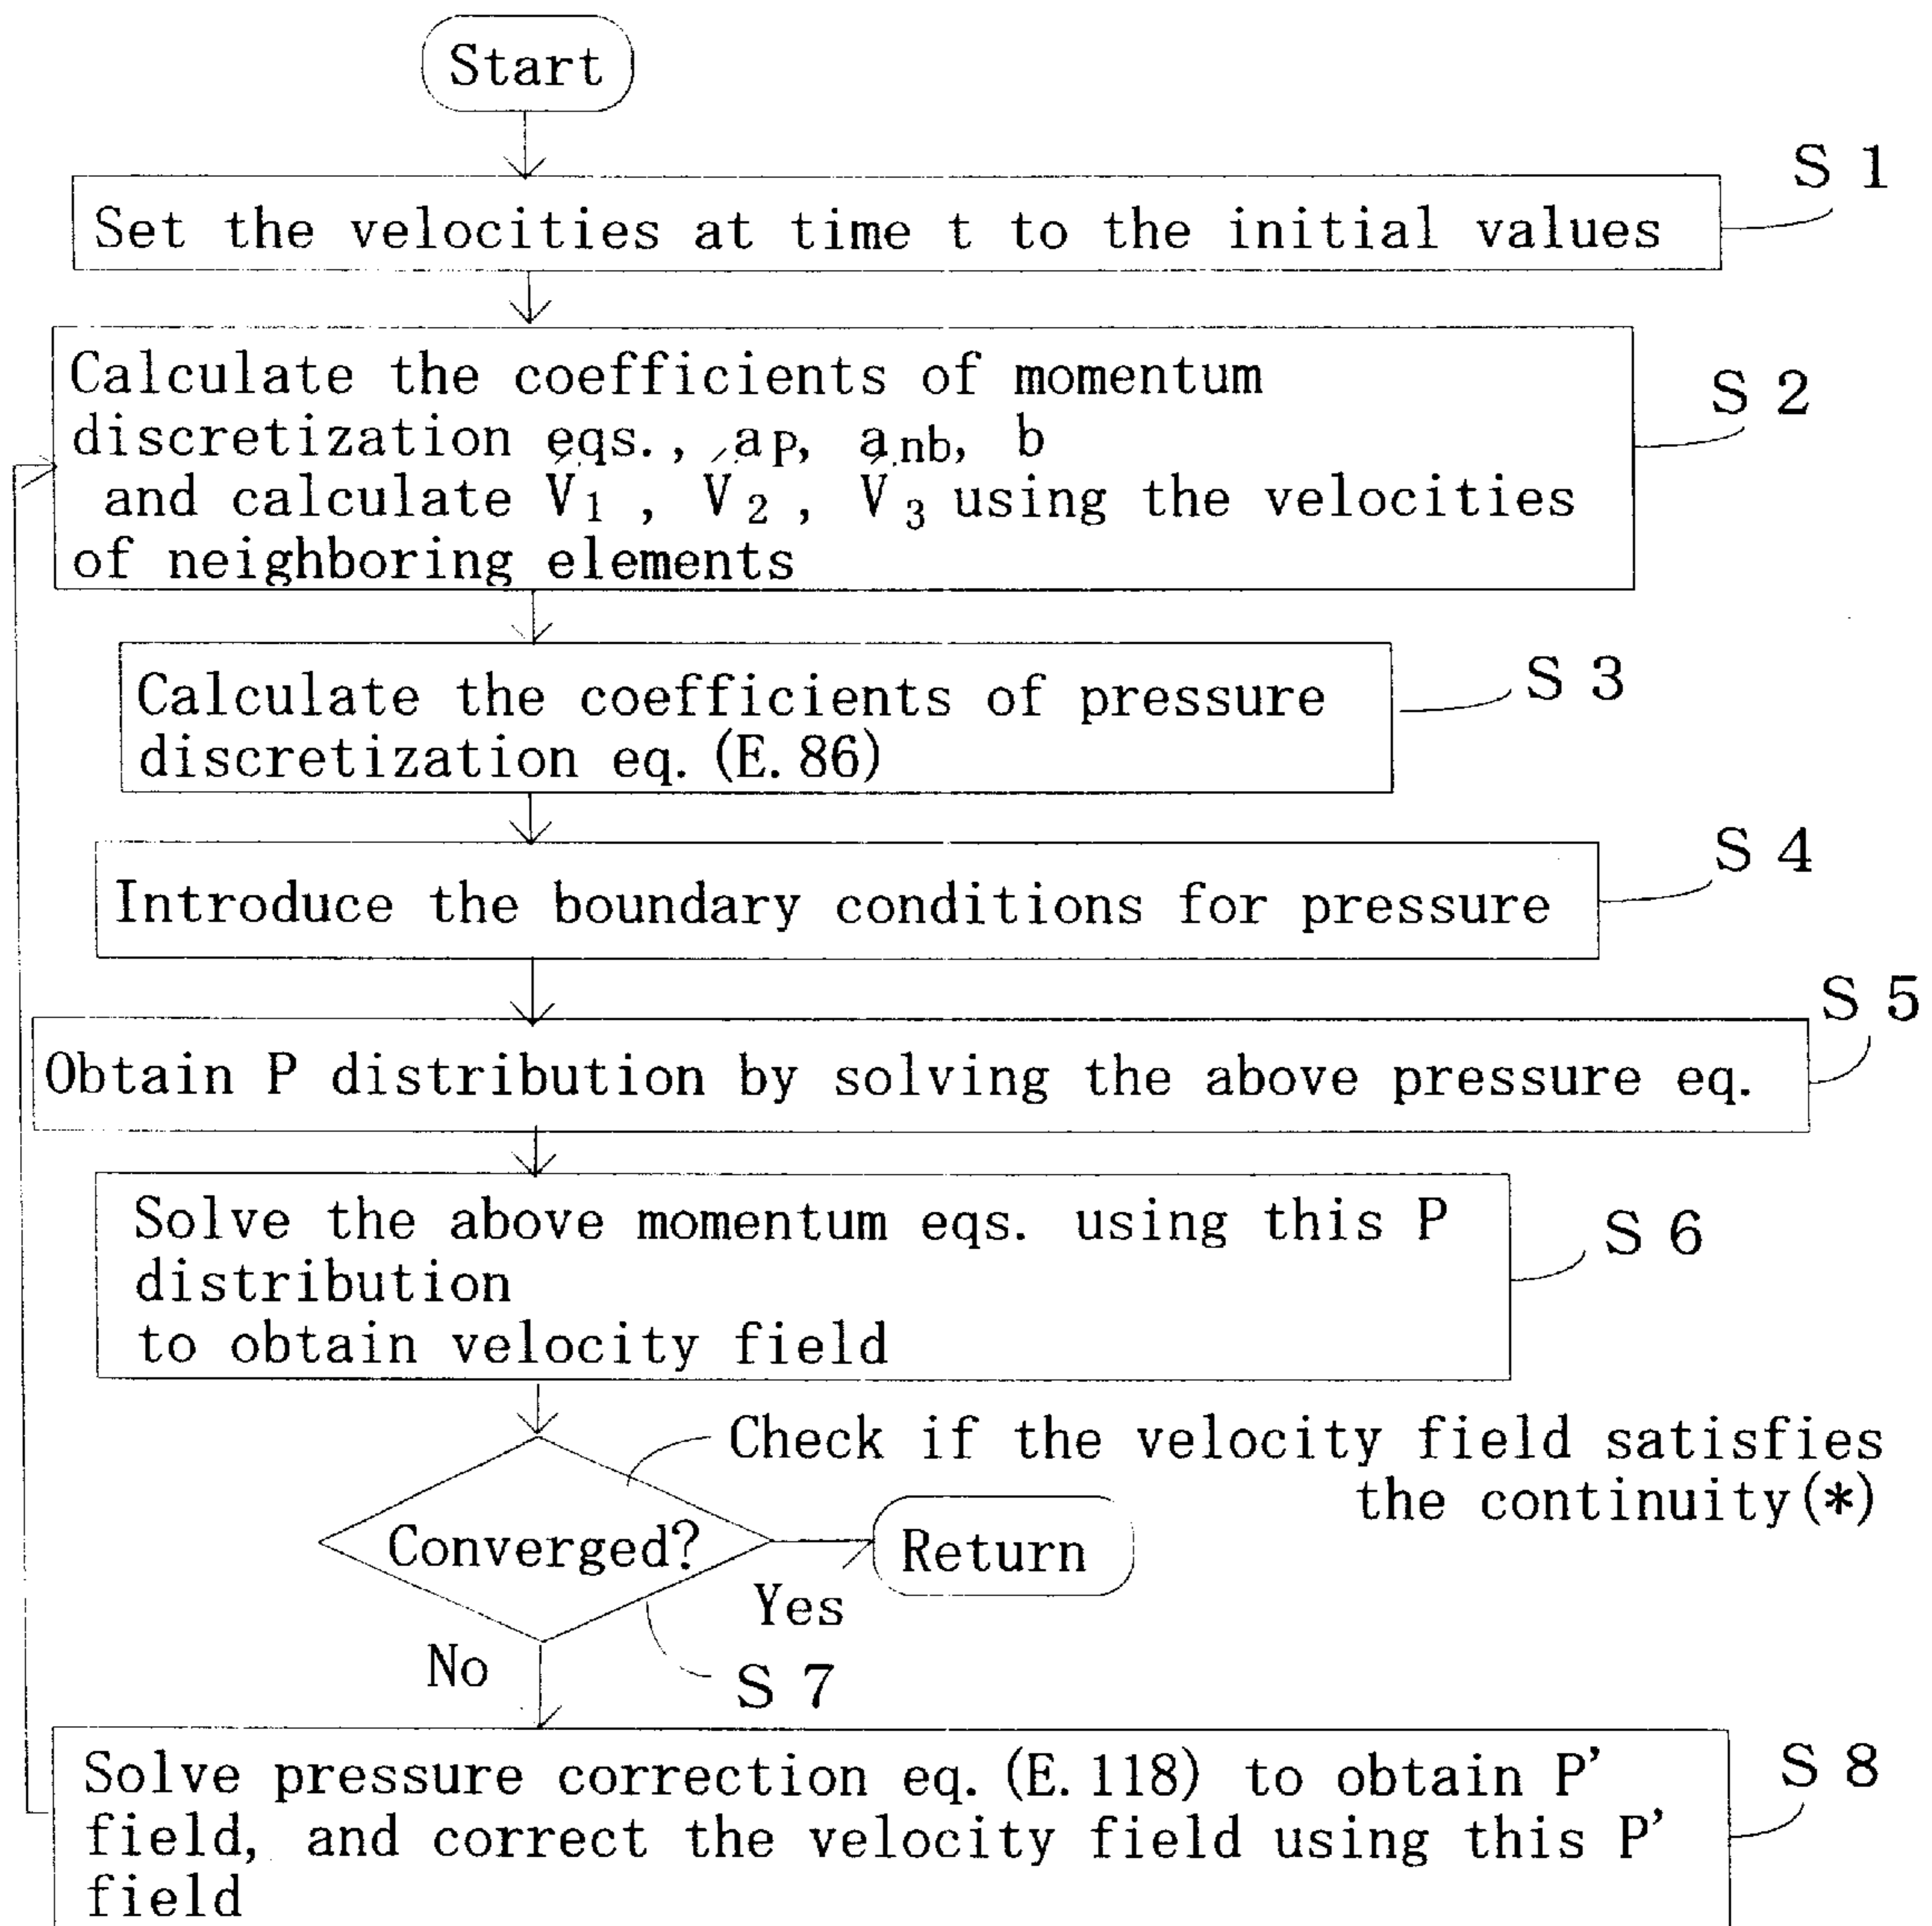 Start
S 1
Set the velocities at time t to the initial values
S 2
Calculate the coefficients of momentum
discretization eqs., aP, anb, b
and calculate V̂1 , V̂2 , V̂3 using the velocities
of neighboring elements
S 3
Calculate the coefficients of pressure
discretization eq. (E. 86)
S 4
Introduce the boundary conditions for pressure
S 5
Obtain P distribution by solving the above pressure eq.
S 6
Solve the above momentum eqs. using this P
distribution
to obtain velocity field
Check if the velocity field satisfies
the continuity(*)
Converged?
Return
Yes
No
S 7
S 8
Solve pressure correction eq. (E. 118) to obtain P'
field, and correct the velocity field using this P'
field